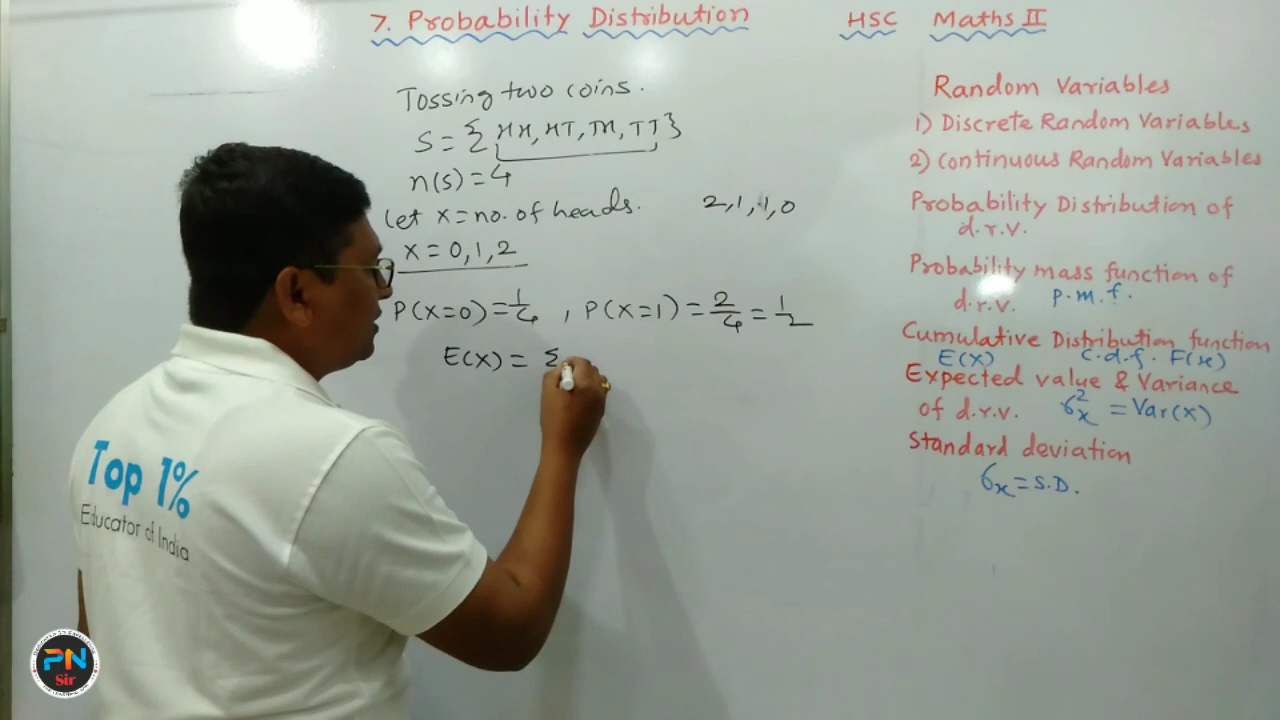 7. Probability Distribution HSC Maths II
Tossing two coins.
S = { HH, HT, TH, TT }
n(s) = 4
Let x = no. of heads. 2, 1, 1, 0
x = 0, 1, 2
P(X=0) = 1/4 , P(X=1) = 2/4 = 1/2
E(X) = Σ
Random Variables
1) Discrete Random Variables
2) Continuous Random Variables
Probability Distribution of
d.r.v.
Probability mass function of
d.r.v. p.m.f.
Cumulative Distribution function
E(X) c.d.f. F(x)
Expected value & Variance
of d.r.v. σx² = Var(X)
Standard deviation
σx = S.D.
Top 1%
Educator of India
PN
Sir